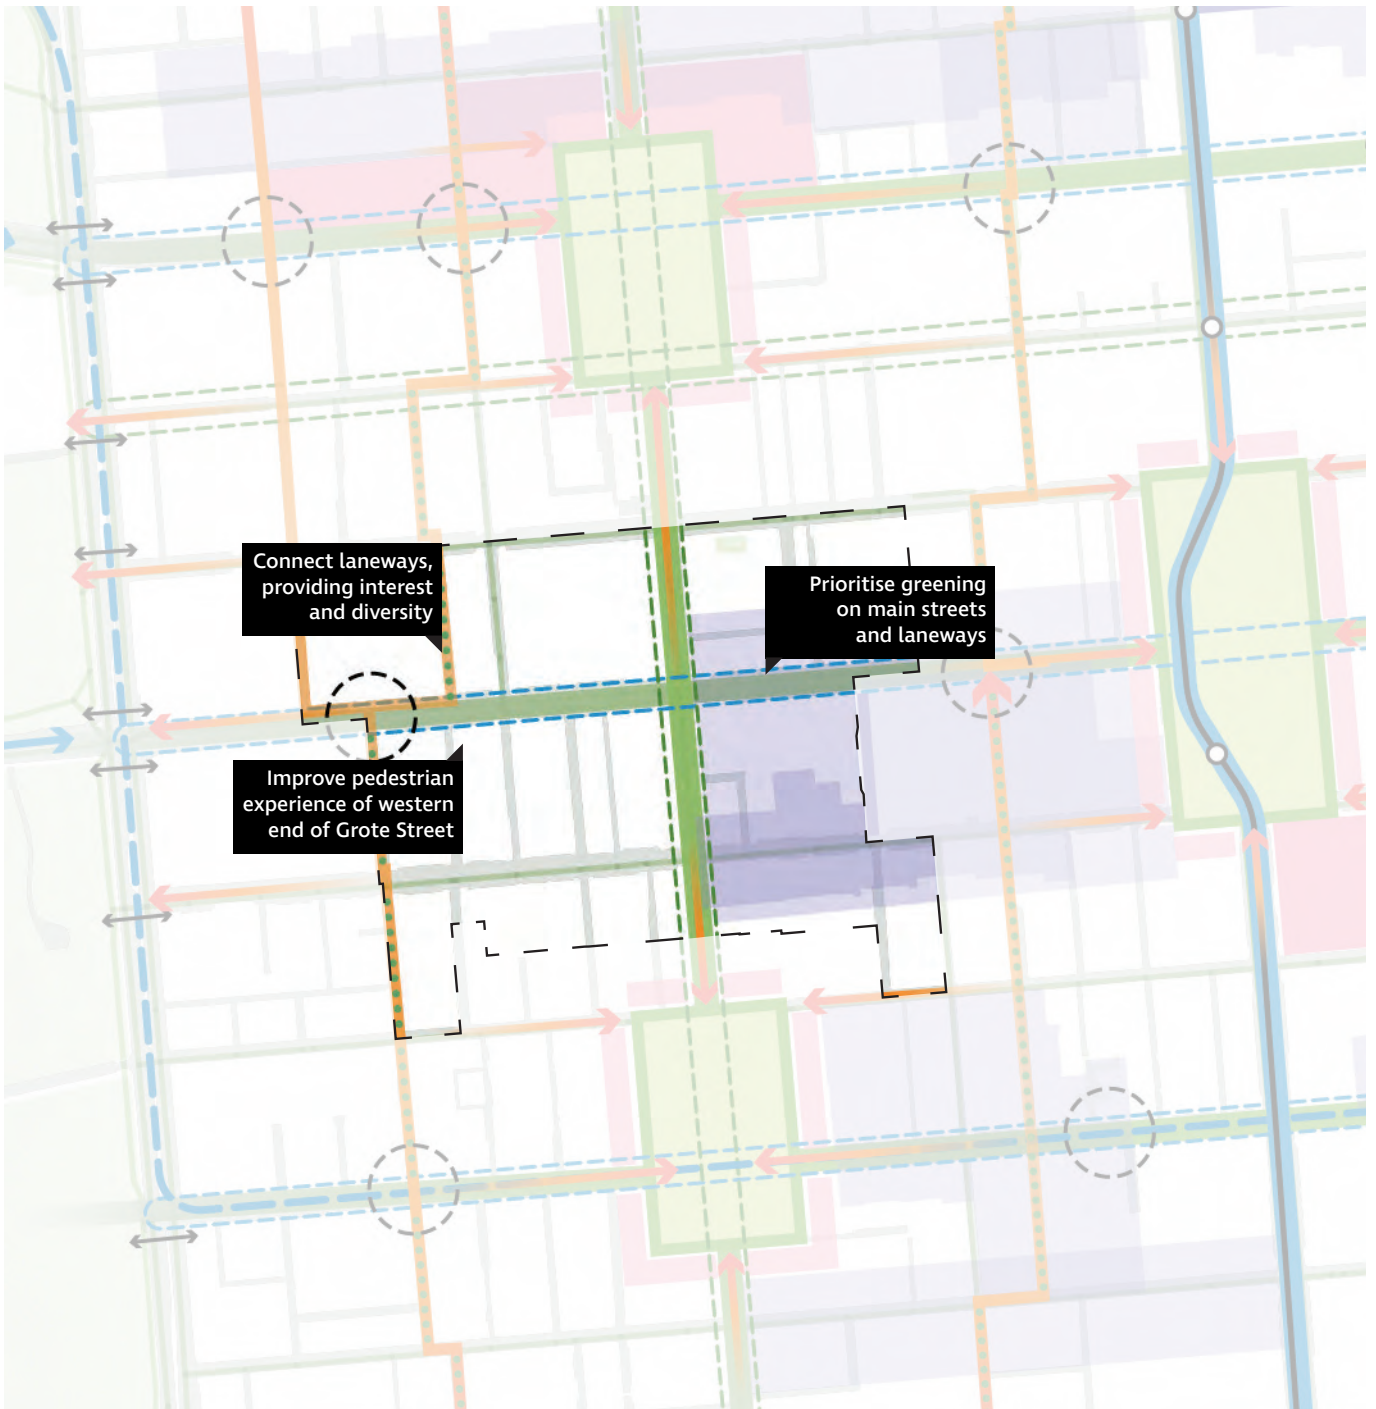 Connect laneways,
providing interest
and diversity
Prioritise greening
on main streets
and laneways
Improve pedestrian
experience of western
end of Grote Street